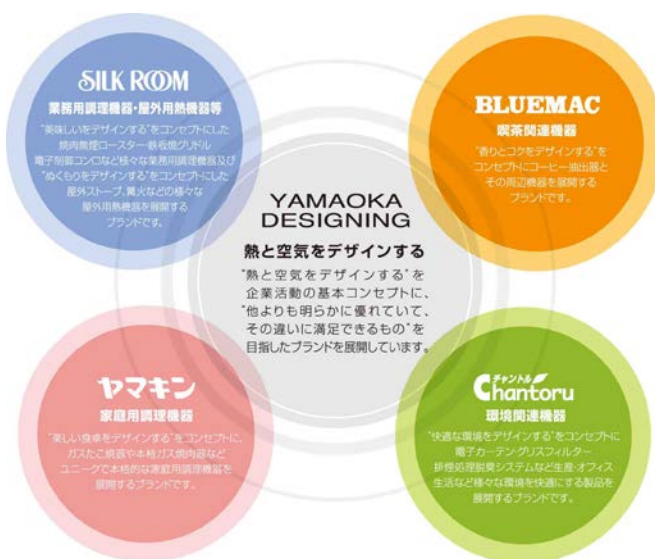 SILK ROOM
業務用調理機器・屋外用熱機器等
"美味しいをデザインする"をコンセプトにした
焼肉無煙ロースター・鉄板焼グリドル
電子制御コンロなど様々な業務用調理機器及び
"ぬくもりをデザインする"をコンセプトにした
屋外ストーブ、篝火などの様々な
屋外用熱機器を展開する
ブランドです。
BLUEMAC
喫茶関連機器
"香りとコクをデザインする"を
コンセプトにコーヒー抽出器と
その周辺機器を展開する
ブランドです。
YAMAOKA
DESIGNING
熱と空気をデザインする
"熱と空気をデザインする"を
企業活動の基本コンセプトに、
"他よりも明らかに優れていて、
その違いに満足できるもの"を
目指したブランドを展開しています。
ヤマキン
家庭用調理機器
"楽しい食卓をデザインする"をコンセプトに、
ガスたこ焼器や本格ガス焼肉器など
ユニークで本格的な家庭用調理機器を
展開するブランドです。
チャントル
Chantoru
環境関連機器
"快適な環境をデザインする"をコンセプトに
電子カーテン・グリスフィルター
排煙処理脱臭システムなど生産・オフィス
生活など様々な環境を快適にする製品を
展開するブランドです。